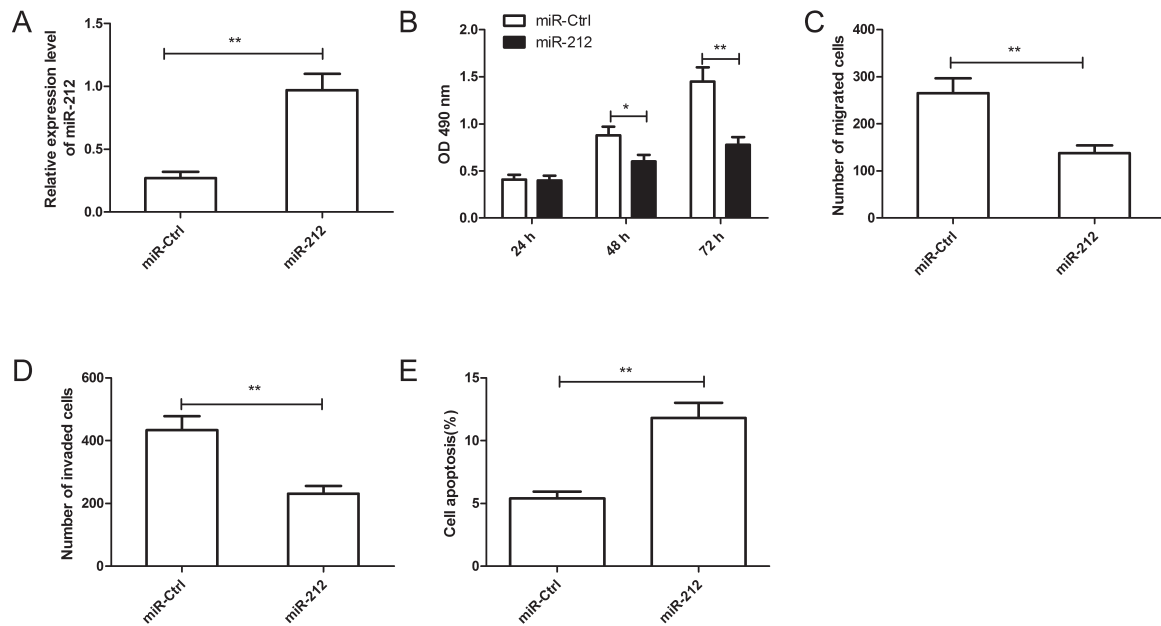 A
Relative expression level
of miR-212
1.5
1.0
0.5
0.0
**
miR-Ctrl
miR-212
B
miR-Ctrl
miR-212
OD 490 nm
2.0
1.5
1.0
0.5
0.0
*
**
24 h
48 h
72 h
C
Number of migrated cells
400
300
200
100
0
**
miR-Ctrl
miR-212
D
Number of invaded cells
600
400
200
0
**
miR-Ctrl
miR-212
E
Cell apoptosis(%)
15
10
5
0
**
miR-Ctrl
miR-212